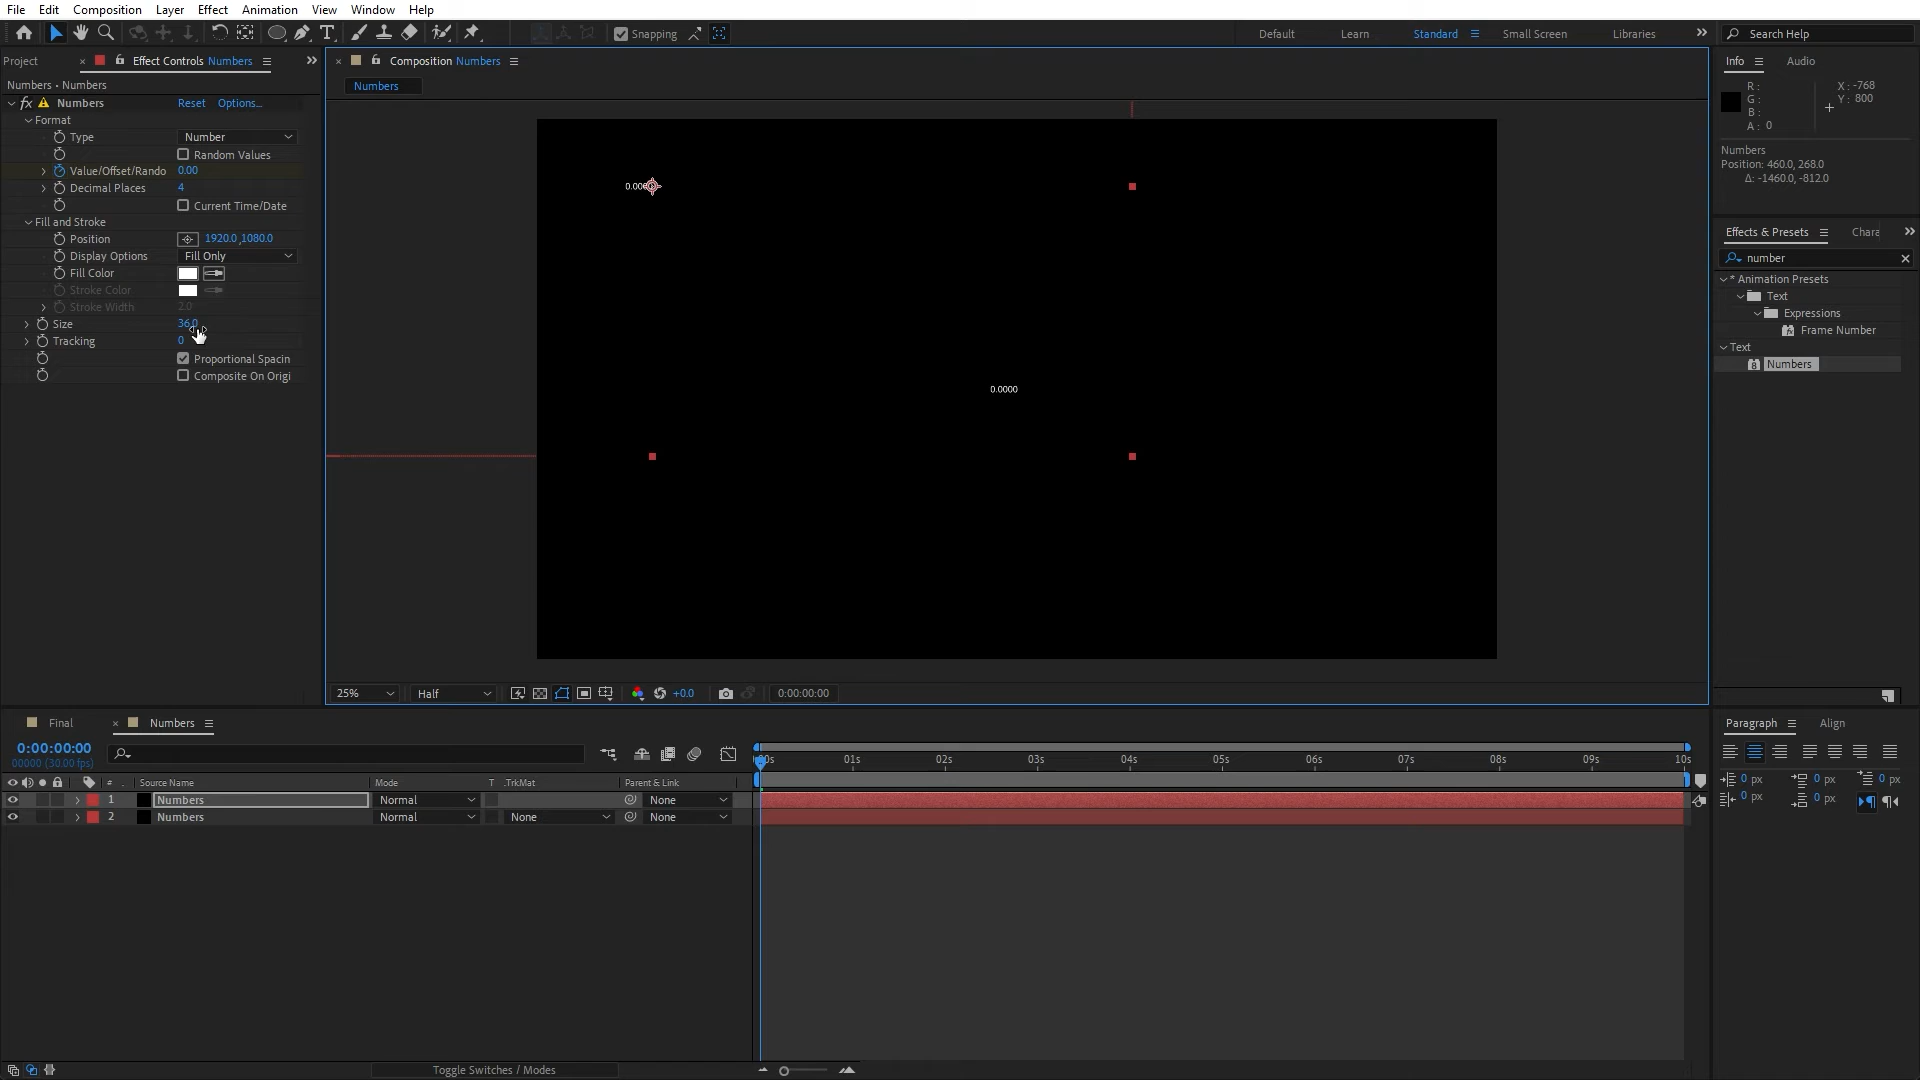 File Edit Composition Layer Effect Animation View Window Help
Snapping
Default Learn Standard Small Screen Libraries
Search Help
Project
Effect Controls Numbers
Numbers • Numbers
fx Numbers Reset Options...
Format
Type Number
Random Values
Value/Offset/Rando 0.00
Decimal Places 4
Current Time/Date
Fill and Stroke
Position 1920.0,1080.0
Display Options Fill Only
Fill Color
Stroke Color
Stroke Width 2.0
Size 36.0
Tracking 0
Proportional Spacin
Composite On Origi
Composition Numbers
Numbers
0.0000
25% Half +0.0 0:00:00:00
Info Audio
R :
G :
B :
A : 0
X : -768
Y : 800
Numbers
Position: 460.0, 268.0
Δ: -1460.0, -812.0
Effects & Presets Chara
number
* Animation Presets
Text
Expressions
Frame Number
Text
Numbers
Final Numbers
0:00:00:00
00000 (30.00 fps)
# Source Name Mode T .TrkMat Parent & Link
1 Numbers Normal None
2 Numbers Normal None None
01s 02s 03s 04s 05s 06s 07s 08s 09s 10s
Toggle Switches / Modes
Paragraph Align
0 px 0 px 0 px
0 px 0 px